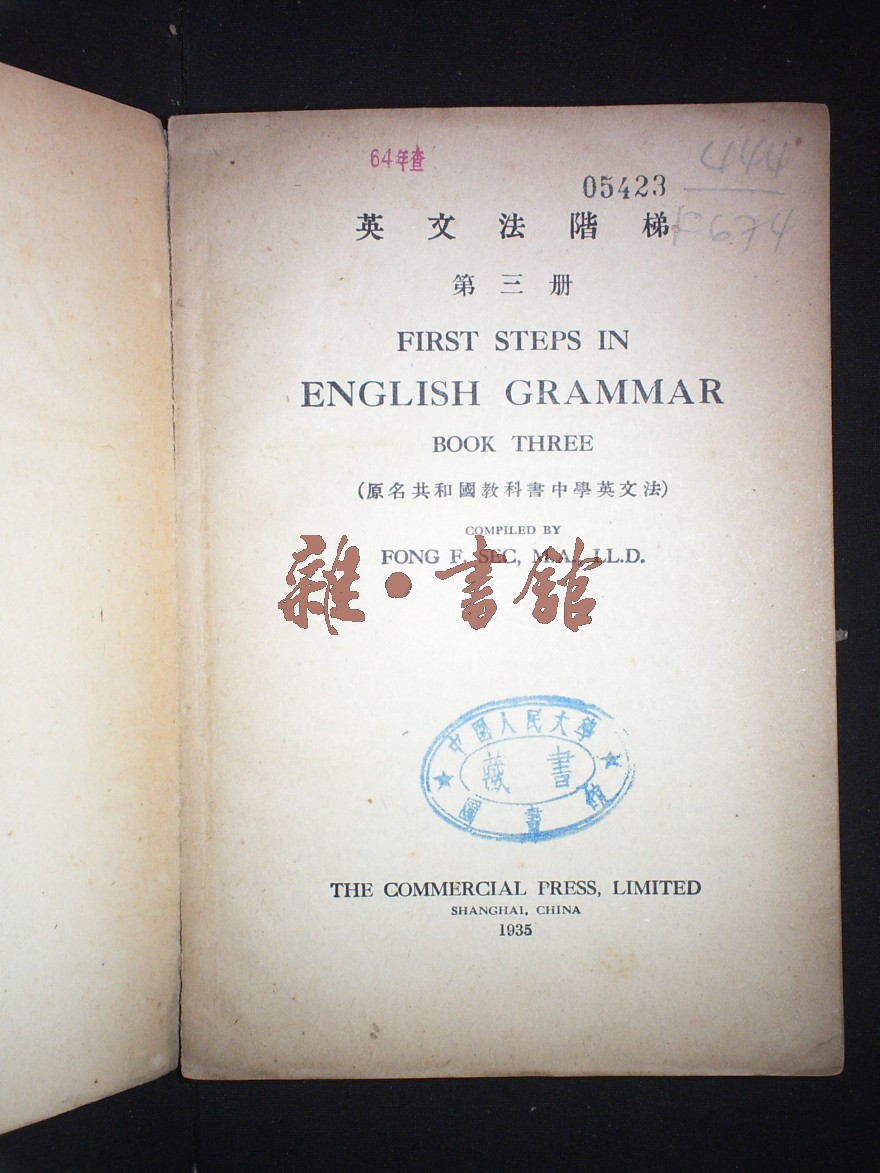 64年查
05423
444
英文法階梯
第三册
FIRST STEPS IN
ENGLISH GRAMMAR
BOOK THREE
(原名共和國教科書中學英文法)
COMPILED BY
FONG F. SEC, M.A., LL.D.
雜·書館
中國人民大學
藏書
圖書館
THE COMMERCIAL PRESS, LIMITED
SHANGHAI, CHINA
1935